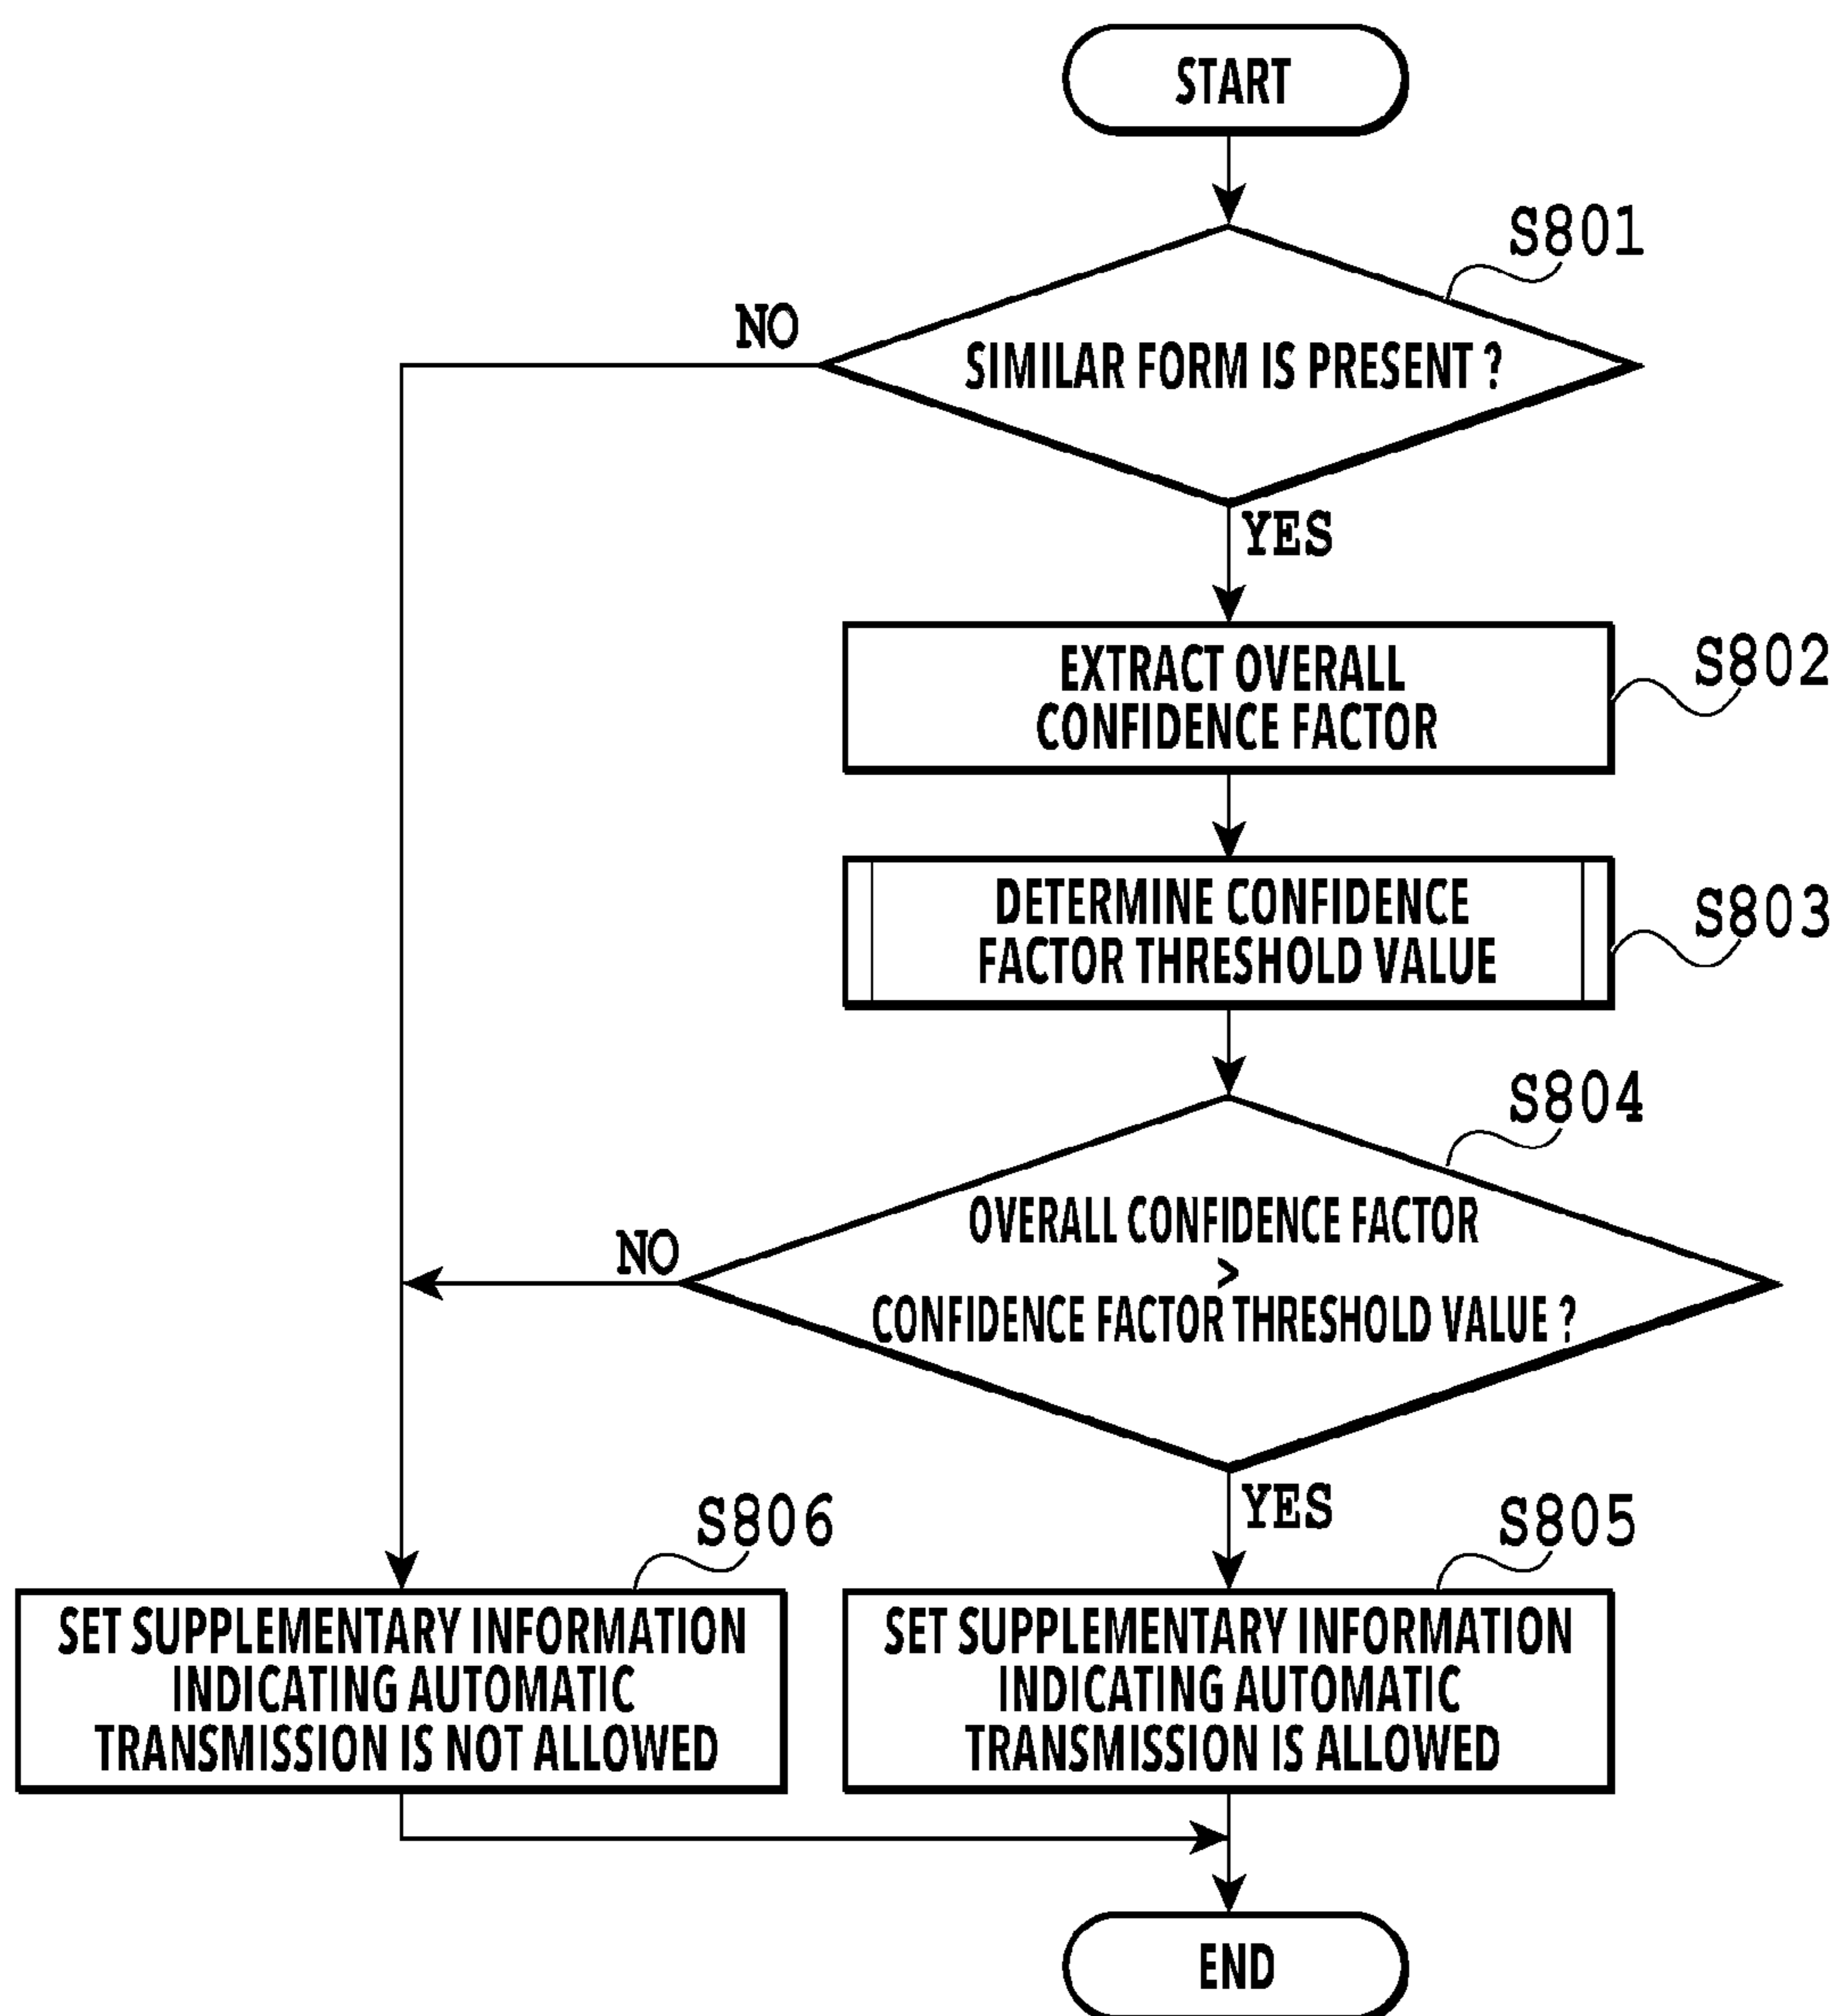 START
S801
NO
SIMILAR FORM IS PRESENT ?
YES
EXTRACT OVERALL
CONFIDENCE FACTOR
S802
DETERMINE CONFIDENCE
FACTOR THRESHOLD VALUE
S803
S804
OVERALL CONFIDENCE FACTOR
>
CONFIDENCE FACTOR THRESHOLD VALUE ?
NO
YES
S806
S805
SET SUPPLEMENTARY INFORMATION
INDICATING AUTOMATIC
TRANSMISSION IS NOT ALLOWED
SET SUPPLEMENTARY INFORMATION
INDICATING AUTOMATIC
TRANSMISSION IS ALLOWED
END